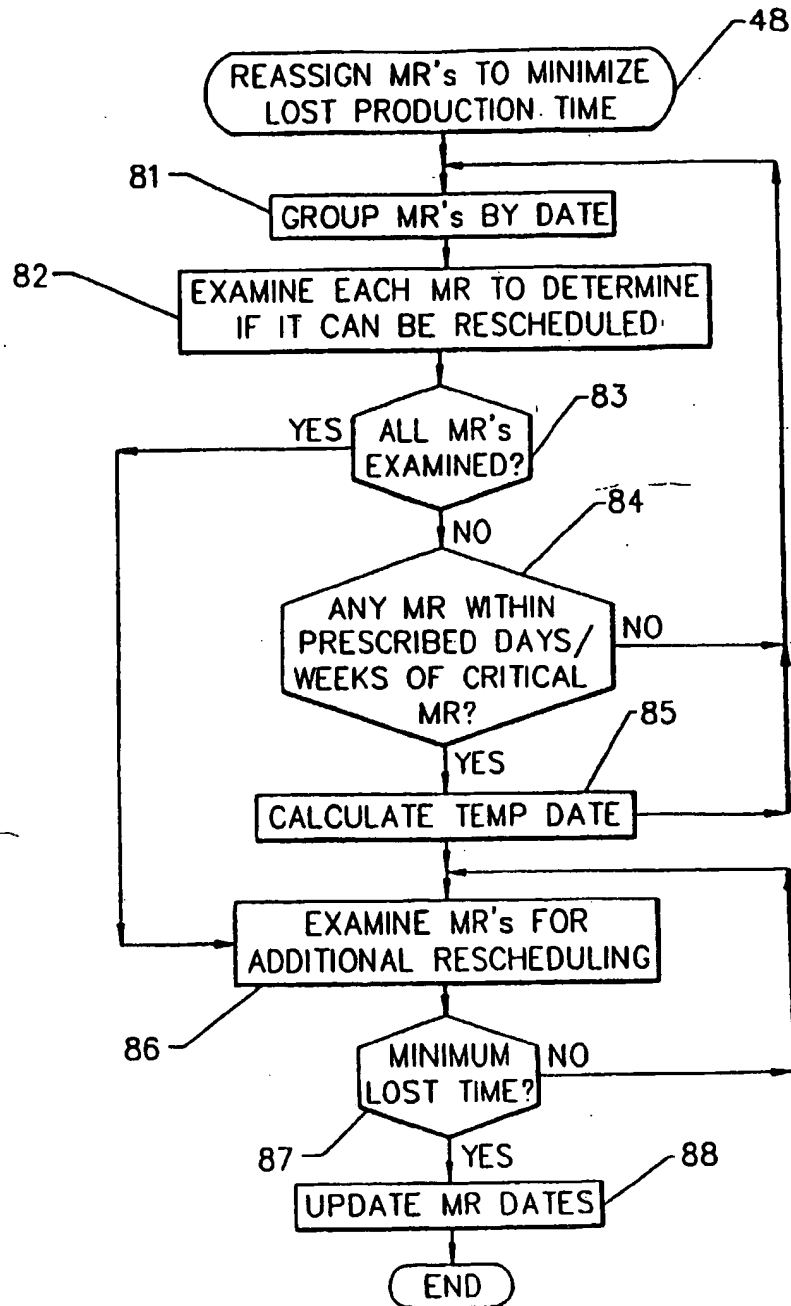 48
REASSIGN MR's TO MINIMIZE
LOST PRODUCTION TIME
81
GROUP MR's BY DATE
82
EXAMINE EACH MR TO DETERMINE
IF IT CAN BE RESCHEDULED
83
YES
ALL MR's
EXAMINED?
NO
84
ANY MR WITHIN
PRESCRIBED DAYS/
WEEKS OF CRITICAL
MR?
NO
YES
85
CALCULATE TEMP DATE
EXAMINE MR's FOR
ADDITIONAL RESCHEDULING
86
MINIMUM
LOST TIME?
NO
87
YES
88
UPDATE MR DATES
END